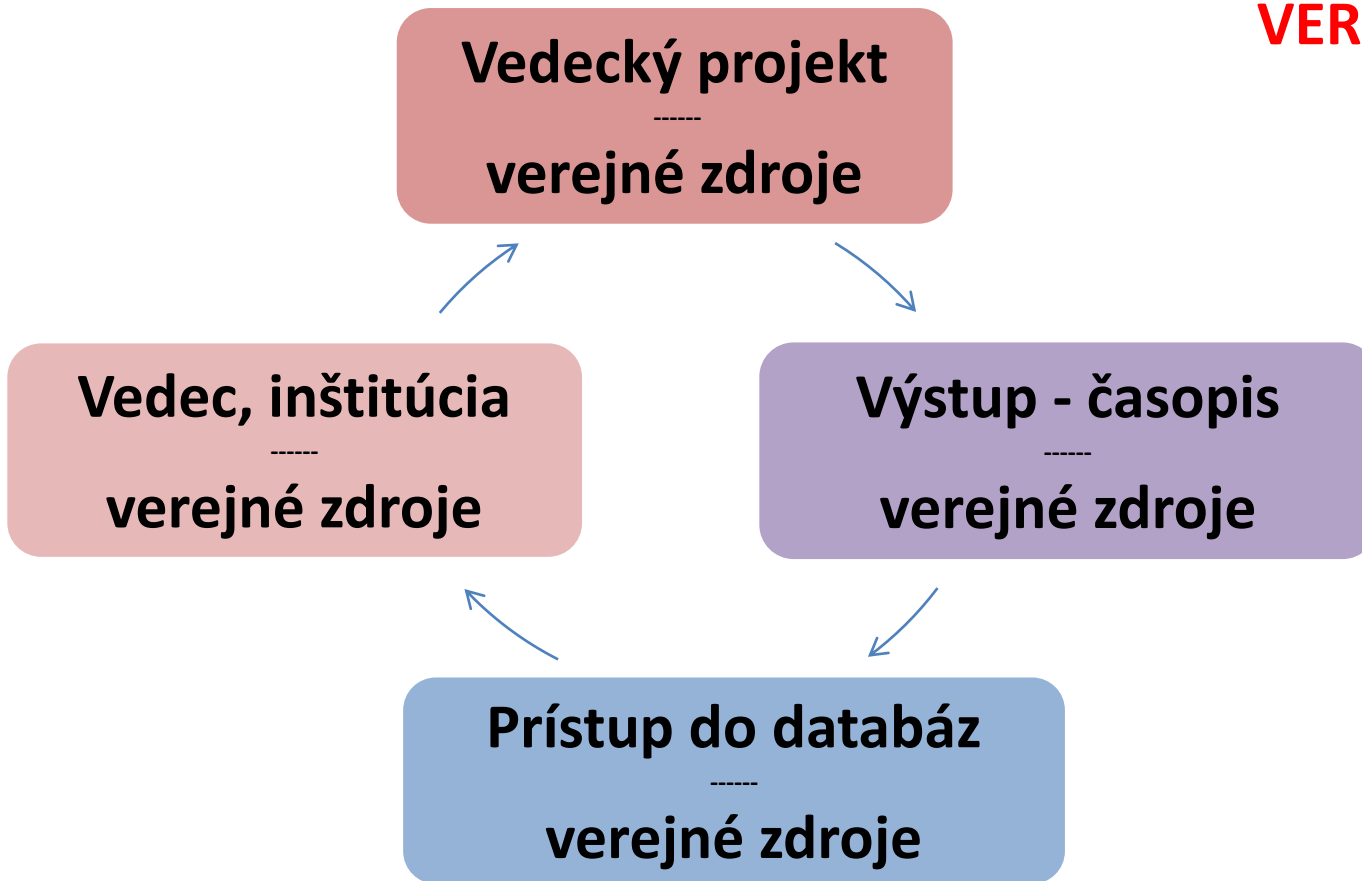 VER
Vedecký projekt
------
verejné zdroje
Vedec, inštitúcia
------
verejné zdroje
Výstup - časopis
------
verejné zdroje
Prístup do databáz
------
verejné zdroje